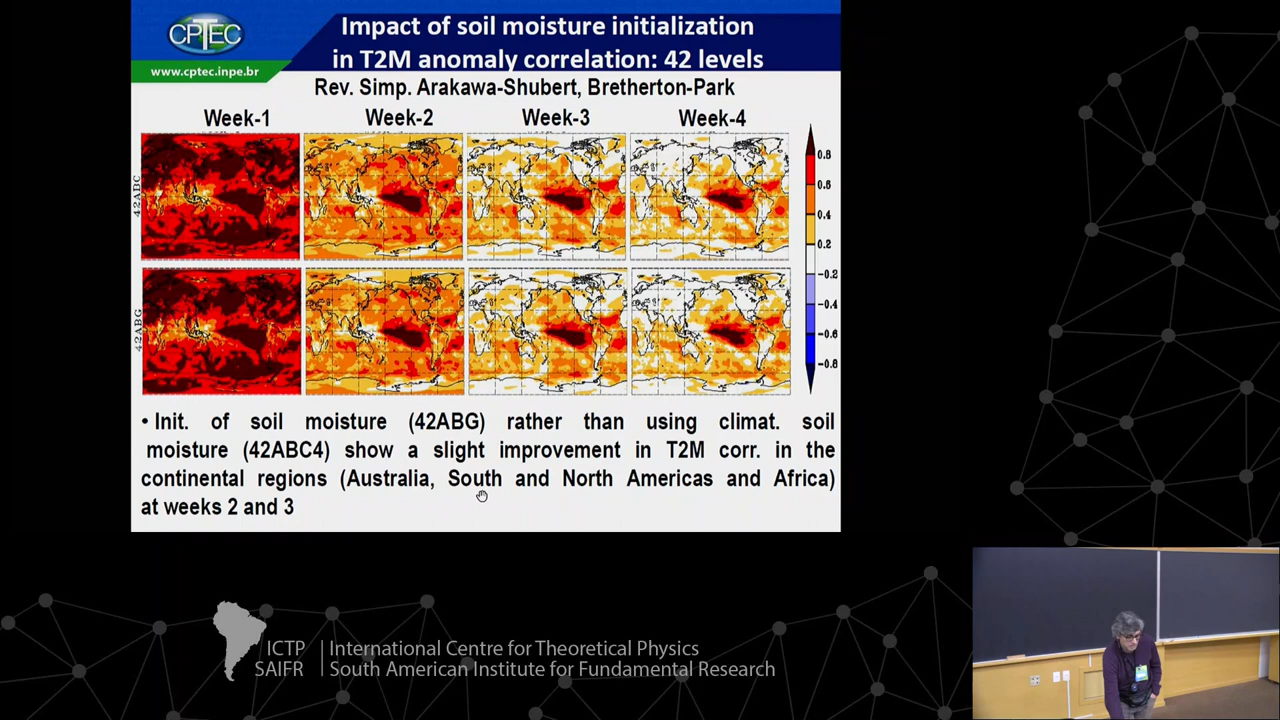 CPTEC
www.cptec.inpe.br
Impact of soil moisture initialization
in T2M anomaly correlation: 42 levels
Rev. Simp. Arakawa-Shubert, Bretherton-Park
Week-1 Week-2 Week-3 Week-4
42ABC
42ABG
0.8
0.6
0.4
0.2
-0.2
-0.4
-0.6
-0.8
• Init. of soil moisture (42ABG) rather than using climat. soil
moisture (42ABC4) show a slight improvement in T2M corr. in the
continental regions (Australia, South and North Americas and Africa)
at weeks 2 and 3
ICTP
SAIFR
International Centre for Theoretical Physics
South American Institute for Fundamental Research